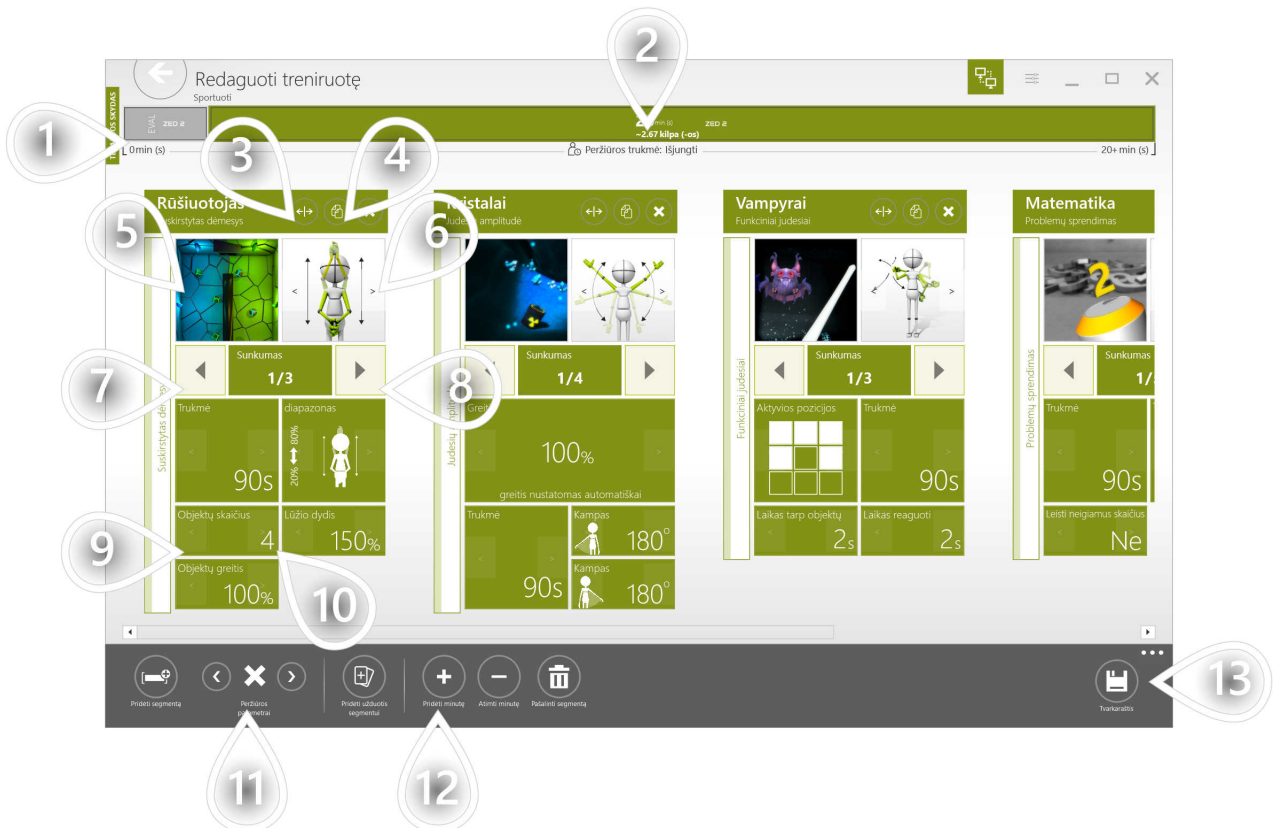 2
Redaguoti treniruotę
Sportuoti
EVAL ZED 2
min (s) ZED 2
~2.67 kilpa (-os)
1
0min (s)
Peržiūros trukmė: Išjungti
20+ min (s)
3
4
Rūšiuotojas
Suskirstytas dėmesys
Kristalai
Judesių amplitudė
Vampyrai
Funkciniai judesiai
Matematika
Problemų sprendimas
5
6
Suskirstytas dėmesys
Funkciniai judesiai
Problemų sprendimas
7
8
Sunkumas
1/3
Sunkumas
1/4
Sunkumas
1/3
Sunkumas
Trukmė
90s
diapazonas
20% 80%
100%
greitis nustatomas automatiškai
Aktyvios pozicijos
Trukmė
90s
Trukmė
90s
9
Objektų skaičius
4
Lūžio dydis
150%
Trukmė
90s
Kampas
180°
Kampas
180°
Laikas tarp objektų
2s
Laikas reaguoti
2s
Leisti neigiamus skaičius
Ne
Objektų greitis
100%
10
Pridėti segmentą
Peržiūros
parametrai
Pridėti užduotis
segmentui
Pridėti minutę
Atimti minutę
Pašalinti segmentą
Tvarkaraštis
13
11
12